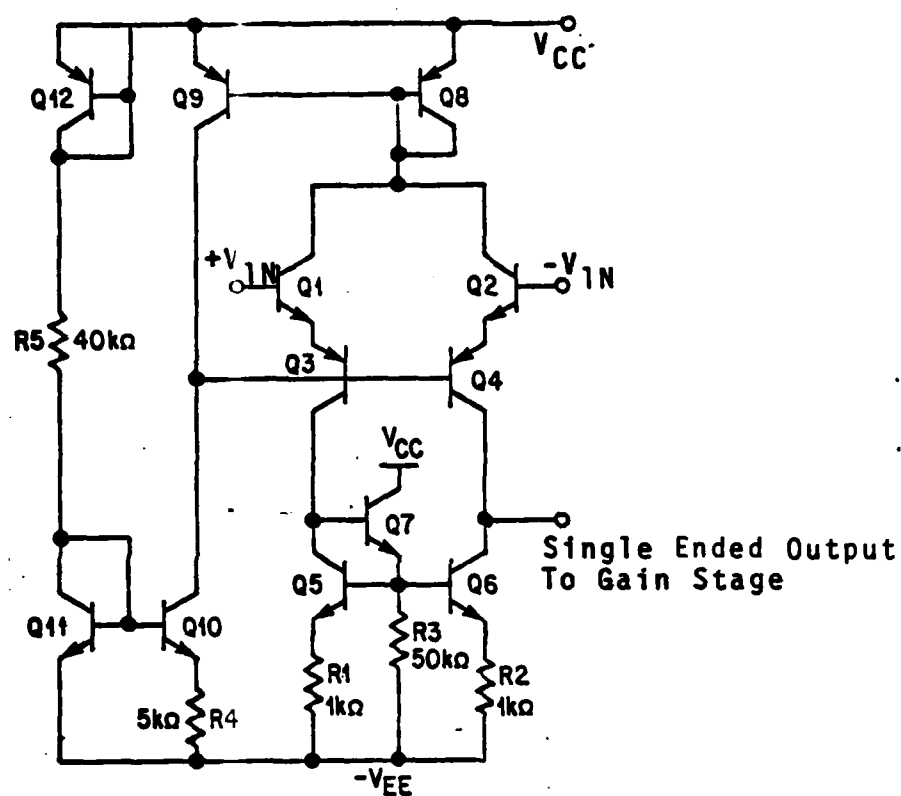 VCC
Q12
Q9
Q8
+VIN
Q1
Q2
-VIN
R5
40kΩ
Q3
Q4
VCC
Q7
Single Ended Output
To Gain Stage
Q5
Q6
Q11
Q10
R3
50kΩ
R1
1kΩ
R2
1kΩ
5kΩ
R4
-VEE